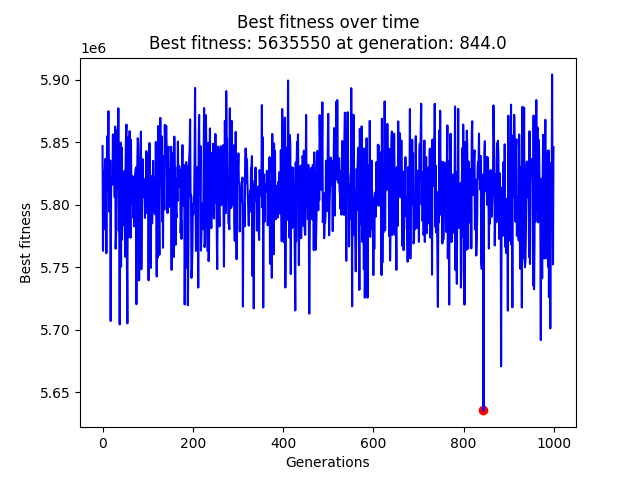 Best fitness over time
Best fitness: 5635550 at generation: 844.0
1e6
5.90
5.85
5.80
5.75
5.70
5.65
Best fitness
0 200 400 600 800 1000
Generations